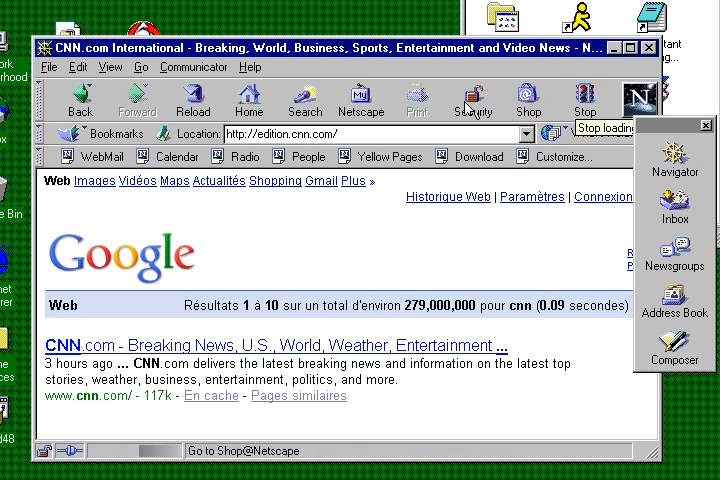 CNN.com International - Breaking, World, Business, Sports, Entertainment and Video News - N...
File Edit View Go Communicator Help
Back Forward Reload Home Search Netscape Print Security Shop Stop
My
N
Bookmarks Location: http://edition.cnn.com/
Stop loading
WebMail Calendar Radio People Yellow Pages Download Customize...
Web Images Vidéos Maps Actualités Shopping Gmail Plus »
Historique Web | Paramètres | Connexion
Google
Web Résultats 1 à 10 sur un total d'environ 279,000,000 pour cnn (0.09 secondes)
CNN.com - Breaking News, U.S., World, Weather, Entertainment ...
3 hours ago ... CNN.com delivers the latest breaking news and information on the latest top
stories, weather, business, entertainment, politics, and more.
www.cnn.com/ - 117k - En cache - Pages similaires
Go to Shop@Netscape
Navigator
Inbox
Newsgroups
Address Book
Composer